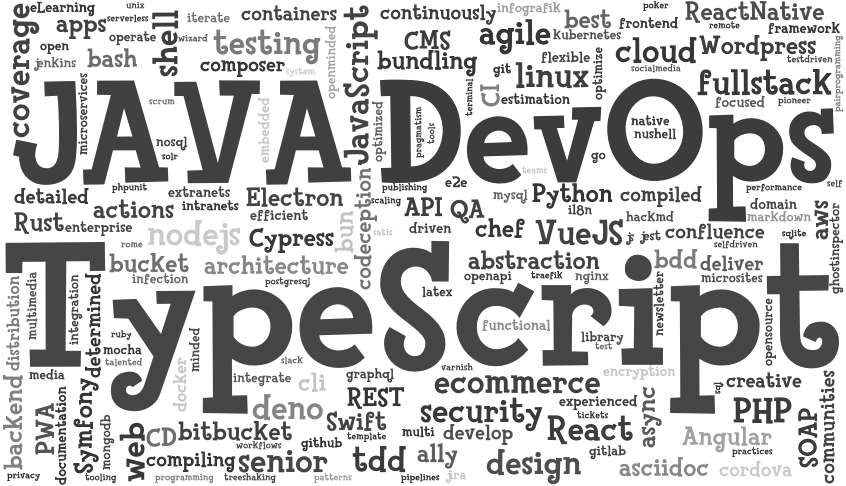 eLearning
unix
serverless
apps
operate
open
jenkins
bash
coverage
shell
wizard
iterate
containers
testing
composer
system
openminded
JavaScript
continuously
infografik
CMS
bundling
agile
git
linux
CI
estimation
terminal
best
kubernetes
flexible
optimize
poker
frontend
cloud
socialmedia
ReactNative
remote
framework
Wordpress
testdriven
fullstack
focused
pioneer
pairprogramming
microservices
JAVA
scrum
nosql
solr
embedded
optimized
DevOps
pragmatism
tools
native
nushell
go
teams
detailed
phpunit
extranets
intranets
actions
Rust
enterprise
Electron
efficient
codeception
publishing
scaling
e2e
mysql
Python
i18n
compiled
performance
self
domain
markdown
API
QA
hackmd
aws
rome
nodejs
Cypress
bun
satis
driven
chef
VueJS
js
jest
confluence
selfdriven
sqlite
ghostinspector
bucket
infection
architecture
postgresql
abstraction
openapi
traefik
nginx
bdd
deliver
microsites
TypeScript
distribution
multimedia
integration
determined
latex
functional
library
test
newsletter
opensource
ruby
mocha
talented
minded
slack
varnish
encryption
media
docker
integrate
cli
graphql
ecommerce
sql
creative
backend
PWA
documentation
Symfony
mongodb
deno
REST
security
experienced
tickets
async
PHP
SOAP
communities
web
CD
bitbucket
workflows
github
Swift
template
multi
develop
React
gitlab
Angular
practices
privacy
tooling
compiling
programming
senior
treeshaking
patterns
tdd
pipelines
ally
jra
design
asciidoc
cordova